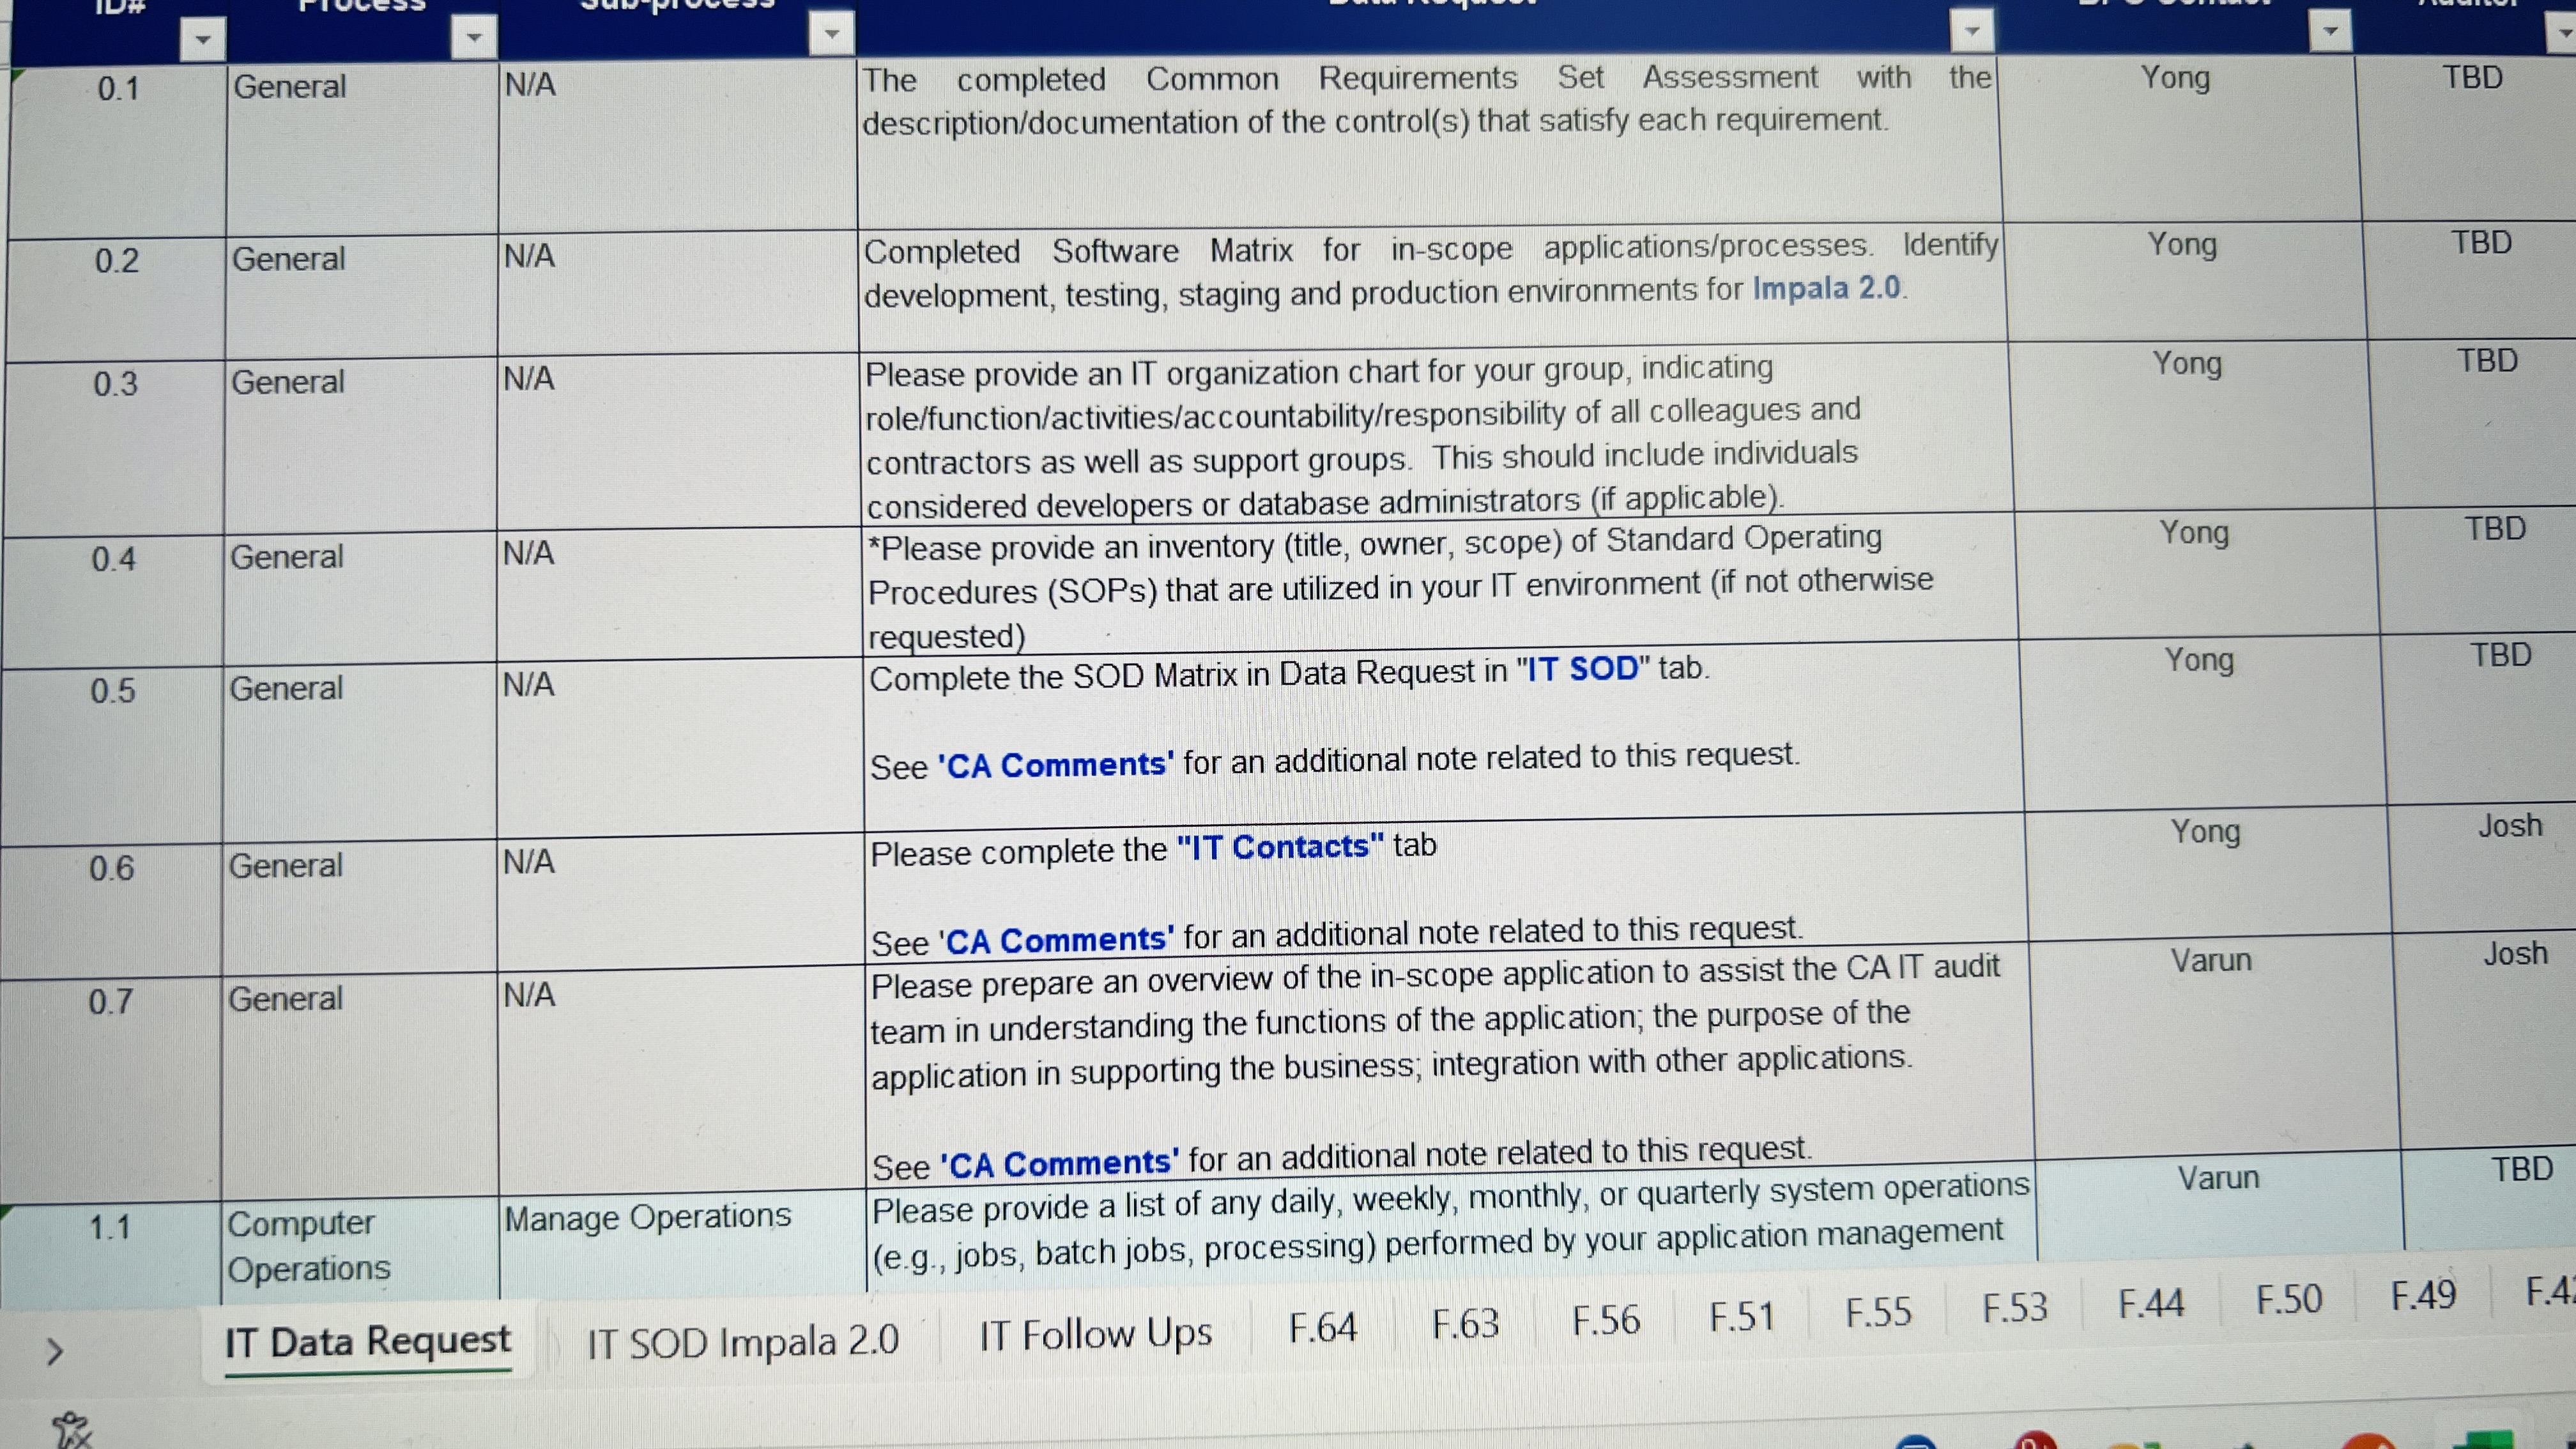 ID# Process Sub-process Data Request Contact Auditor
0.1 General N/A The completed Common Requirements Set Assessment with the Yong TBD
description/documentation of the control(s) that satisfy each requirement.
0.2 General N/A Completed Software Matrix for in-scope applications/processes. Identify Yong TBD
development, testing, staging and production environments for Impala 2.0.
0.3 General N/A Please provide an IT organization chart for your group, indicating Yong TBD
role/function/activities/accountability/responsibility of all colleagues and
contractors as well as support groups. This should include individuals
considered developers or database administrators (if applicable).
0.4 General N/A *Please provide an inventory (title, owner, scope) of Standard Operating Yong TBD
Procedures (SOPs) that are utilized in your IT environment (if not otherwise
requested)
0.5 General N/A Complete the SOD Matrix in Data Request in "IT SOD" tab. Yong TBD
See 'CA Comments' for an additional note related to this request.
0.6 General N/A Please complete the "IT Contacts" tab Yong Josh
See 'CA Comments' for an additional note related to this request.
0.7 General N/A Please prepare an overview of the in-scope application to assist the CA IT audit Varun Josh
team in understanding the functions of the application; the purpose of the
application in supporting the business; integration with other applications.
See 'CA Comments' for an additional note related to this request.
1.1 Computer Manage Operations Please provide a list of any daily, weekly, monthly, or quarterly system operations Varun TBD
Operations (e.g., jobs, batch jobs, processing) performed by your application management
IT Data Request IT SOD Impala 2.0 IT Follow Ups F.64 F.63 F.56 F.51 F.55 F.53 F.44 F.50 F.49